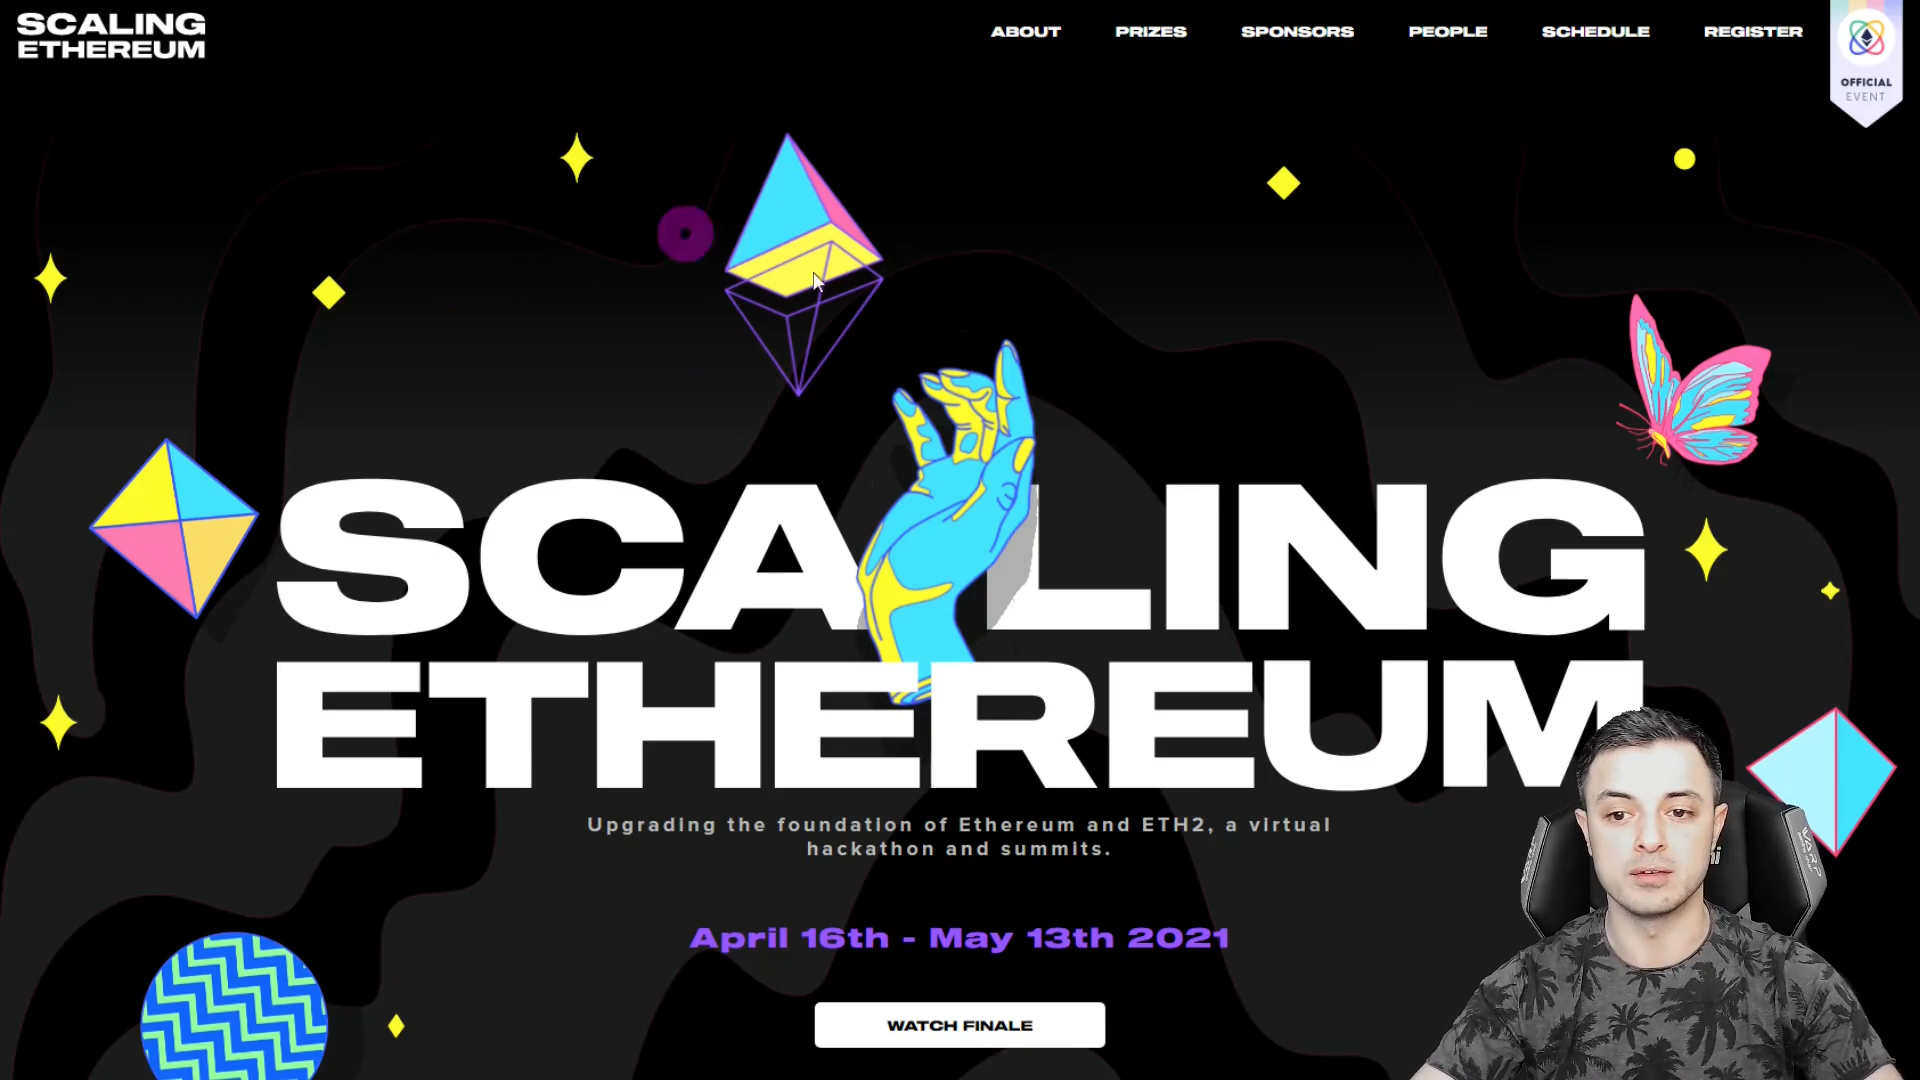 SCALING
ETHEREUM
ABOUT
PRIZES
SPONSORS
PEOPLE
SCHEDULE
REGISTER
OFFICIAL
EVENT
SCALING
ETHEREUM
Upgrading the foundation of Ethereum and ETH2, a virtual
hackathon and summits.
April 16th - May 13th 2021
WATCH FINALE